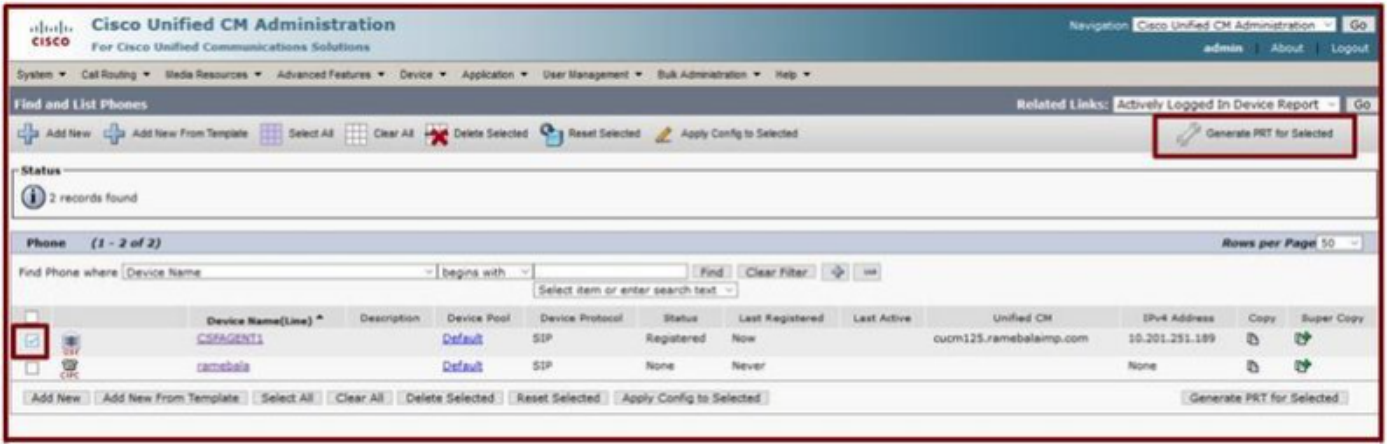 Cisco Unified CM Administration
CISCO For Cisco Unified Communications Solutions
Navigation Cisco Unified CM Administration Go
admin About Logout
System Call Routing Media Resources Advanced Features Device Application User Management Bulk Administration Help
Find and List Phones Related Links: Actively Logged In Device Report Go
Add New Add New From Template Select All Clear All Delete Selected Reset Selected Apply Config to Selected Generate PRT for Selected
Status
2 records found
Phone (1 - 2 of 2) Rows per Page 50
Find Phone where Device Name begins with Find Clear Filter
Select item or enter search text
Device Name(Line) Description Device Pool Device Protocol Status Last Registered Last Active Unified CM IPv4 Address Copy Super Copy
CSF CSFAGENT1 Default SIP Registered Now cucm125.ramebalaimp.com 10.201.251.189
CIPC ramebala Default SIP None Never None
Add New Add New From Template Select All Clear All Delete Selected Reset Selected Apply Config to Selected Generate PRT for Selected